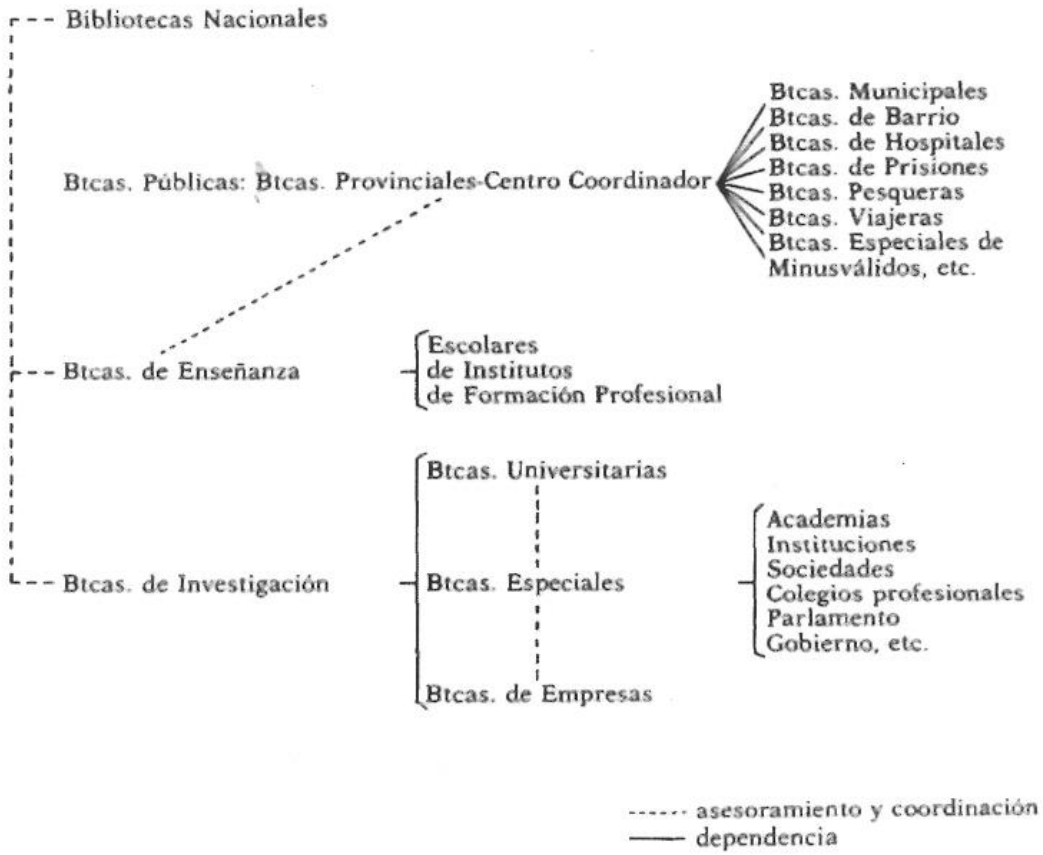 Bibliotecas Nacionales
Btcas. Públicas: Btcas. Provinciales-Centro Coordinador
Btcas. Municipales
Btcas. de Barrio
Btcas. de Hospitales
Btcas. de Prisiones
Btcas. Pesqueras
Btcas. Viajeras
Btcas. Especiales de
Minusválidos, etc.
Btcas. de Enseñanza
Escolares
de Institutos
de Formación Profesional
Btcas. de Investigación
Btcas. Universitarias
Btcas. Especiales
Btcas. de Empresas
Academias
Instituciones
Sociedades
Colegios profesionales
Parlamento
Gobierno, etc.
asesoramiento y coordinación
dependencia